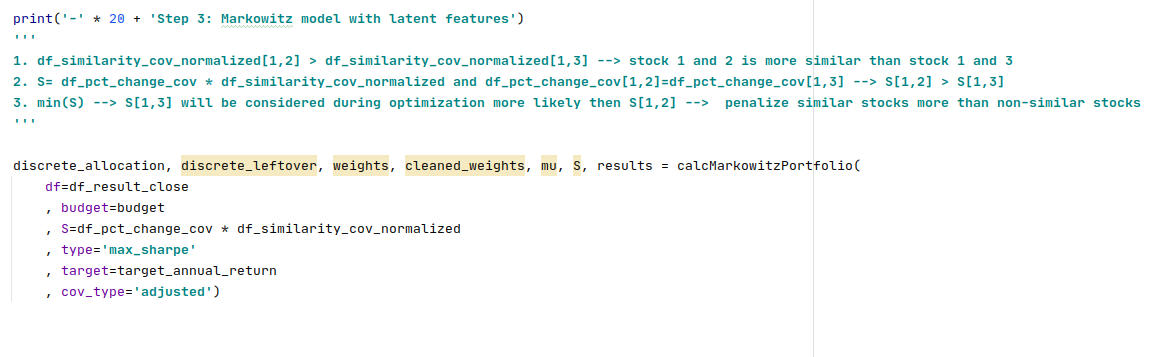 print('-' * 20 + 'Step 3: Markowitz model with latent features')
'''
1. df_similarity_cov_normalized[1,2] > df_similarity_cov_normalized[1,3] --> stock 1 and 2 is more similar than stock 1 and 3
2. S= df_pct_change_cov * df_similarity_cov_normalized and df_pct_change_cov[1,2]=df_pct_change_cov[1,3] --> S[1,2] > S[1,3]
3. min(S) --> S[1,3] will be considered during optimization more likely then S[1,2] -->  penalize similar stocks more than non-similar stocks
'''
discrete_allocation, discrete_leftover, weights, cleaned_weights, mu, S, results = calcMarkowitzPortfolio(
    df=df_result_close
    , budget=budget
    , S=df_pct_change_cov * df_similarity_cov_normalized
    , type='max_sharpe'
    , target=target_annual_return
    , cov_type='adjusted')